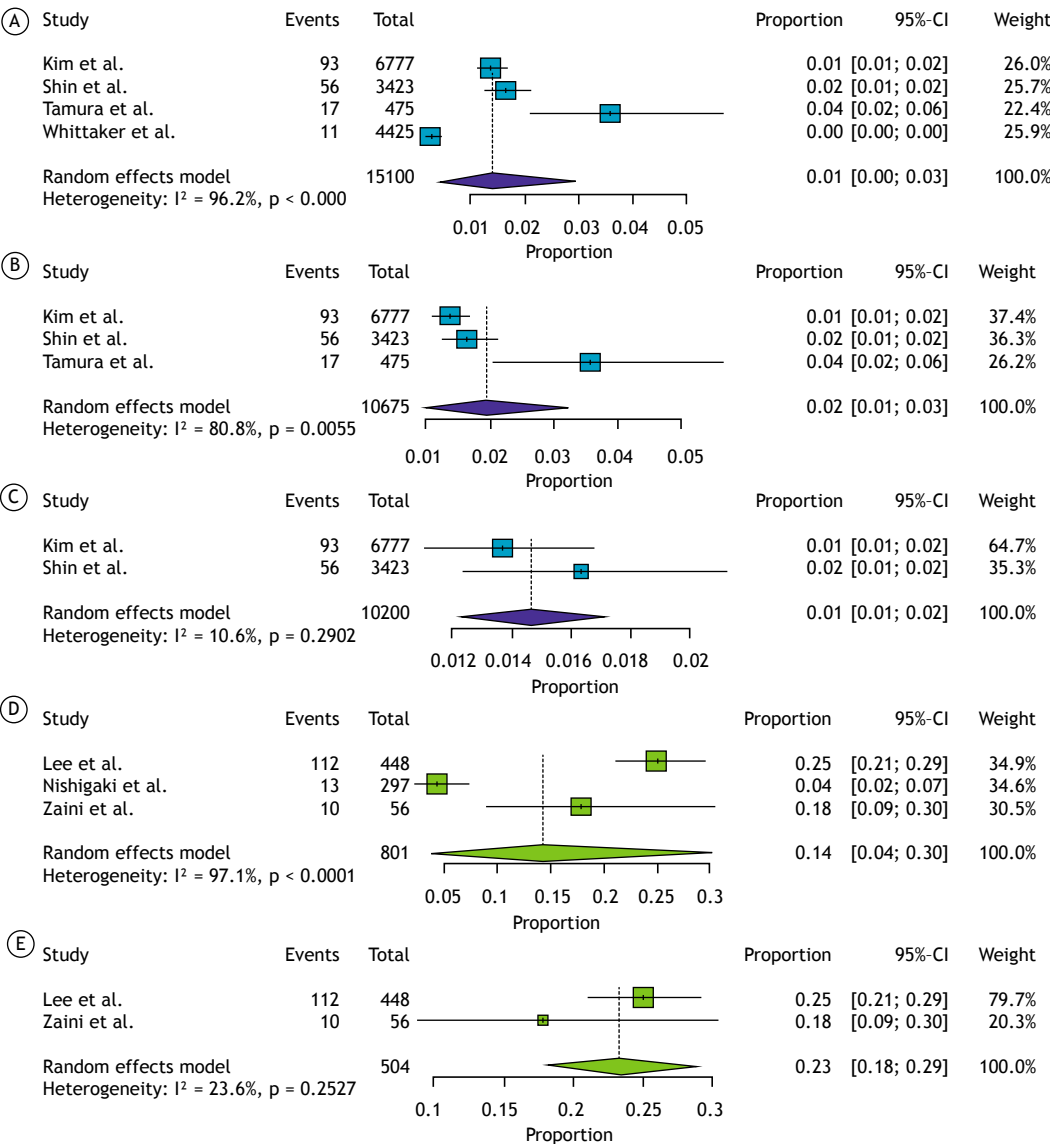 A Study Events Total Proportion 95%-CI Weight
Kim et al. 93 6777 0.01 [0.01; 0.02] 26.0%
Shin et al. 56 3423 0.02 [0.01; 0.02] 25.7%
Tamura et al. 17 475 0.04 [0.02; 0.06] 22.4%
Whittaker et al. 11 4425 0.00 [0.00; 0.00] 25.9%
Random effects model 15100 0.01 [0.00; 0.03] 100.0%
Heterogeneity: I² = 96.2%, p < 0.000
0.01 0.02 0.03 0.04 0.05
Proportion
B Study Events Total Proportion 95%-CI Weight
Kim et al. 93 6777 0.01 [0.01; 0.02] 37.4%
Shin et al. 56 3423 0.02 [0.01; 0.02] 36.3%
Tamura et al. 17 475 0.04 [0.02; 0.06] 26.2%
Random effects model 10675 0.02 [0.01; 0.03] 100.0%
Heterogeneity: I² = 80.8%, p = 0.0055
0.01 0.02 0.03 0.04 0.05
Proportion
C Study Events Total Proportion 95%-CI Weight
Kim et al. 93 6777 0.01 [0.01; 0.02] 64.7%
Shin et al. 56 3423 0.02 [0.01; 0.02] 35.3%
Random effects model 10200 0.01 [0.01; 0.02] 100.0%
Heterogeneity: I² = 10.6%, p = 0.2902
0.012 0.014 0.016 0.018 0.02
Proportion
D Study Events Total Proportion 95%-CI Weight
Lee et al. 112 448 0.25 [0.21; 0.29] 34.9%
Nishigaki et al. 13 297 0.04 [0.02; 0.07] 34.6%
Zaini et al. 10 56 0.18 [0.09; 0.30] 30.5%
Random effects model 801 0.14 [0.04; 0.30] 100.0%
Heterogeneity: I² = 97.1%, p < 0.0001
0.05 0.1 0.15 0.2 0.25 0.3
Proportion
E Study Events Total Proportion 95%-CI Weight
Lee et al. 112 448 0.25 [0.21; 0.29] 79.7%
Zaini et al. 10 56 0.18 [0.09; 0.30] 20.3%
Random effects model 504 0.23 [0.18; 0.29] 100.0%
Heterogeneity: I² = 23.6%, p = 0.2527
0.1 0.15 0.2 0.25 0.3
Proportion